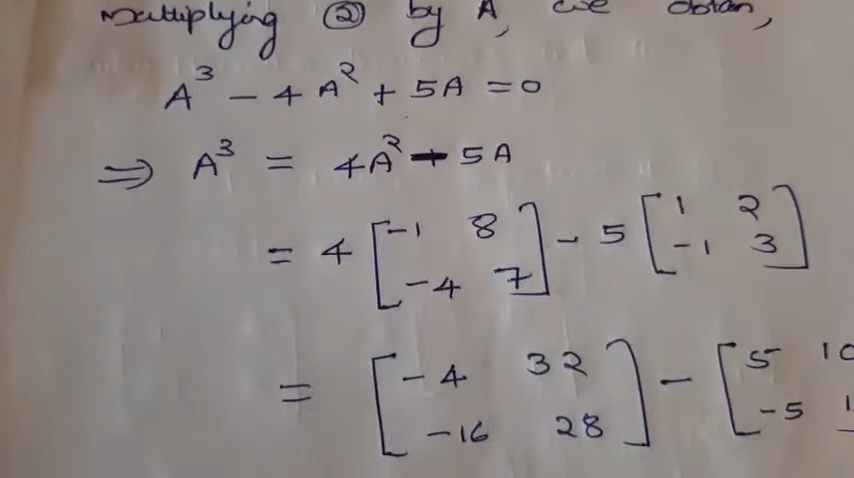 Multiplying ② by A, we obtain,
A³ - 4A² + 5A = 0
⇒ A³ = 4A² - 5A
= 4 [-1 8
-4 7] - 5 [1 2
-1 3]
= [-4 32
-16 28] - [5 10
-5